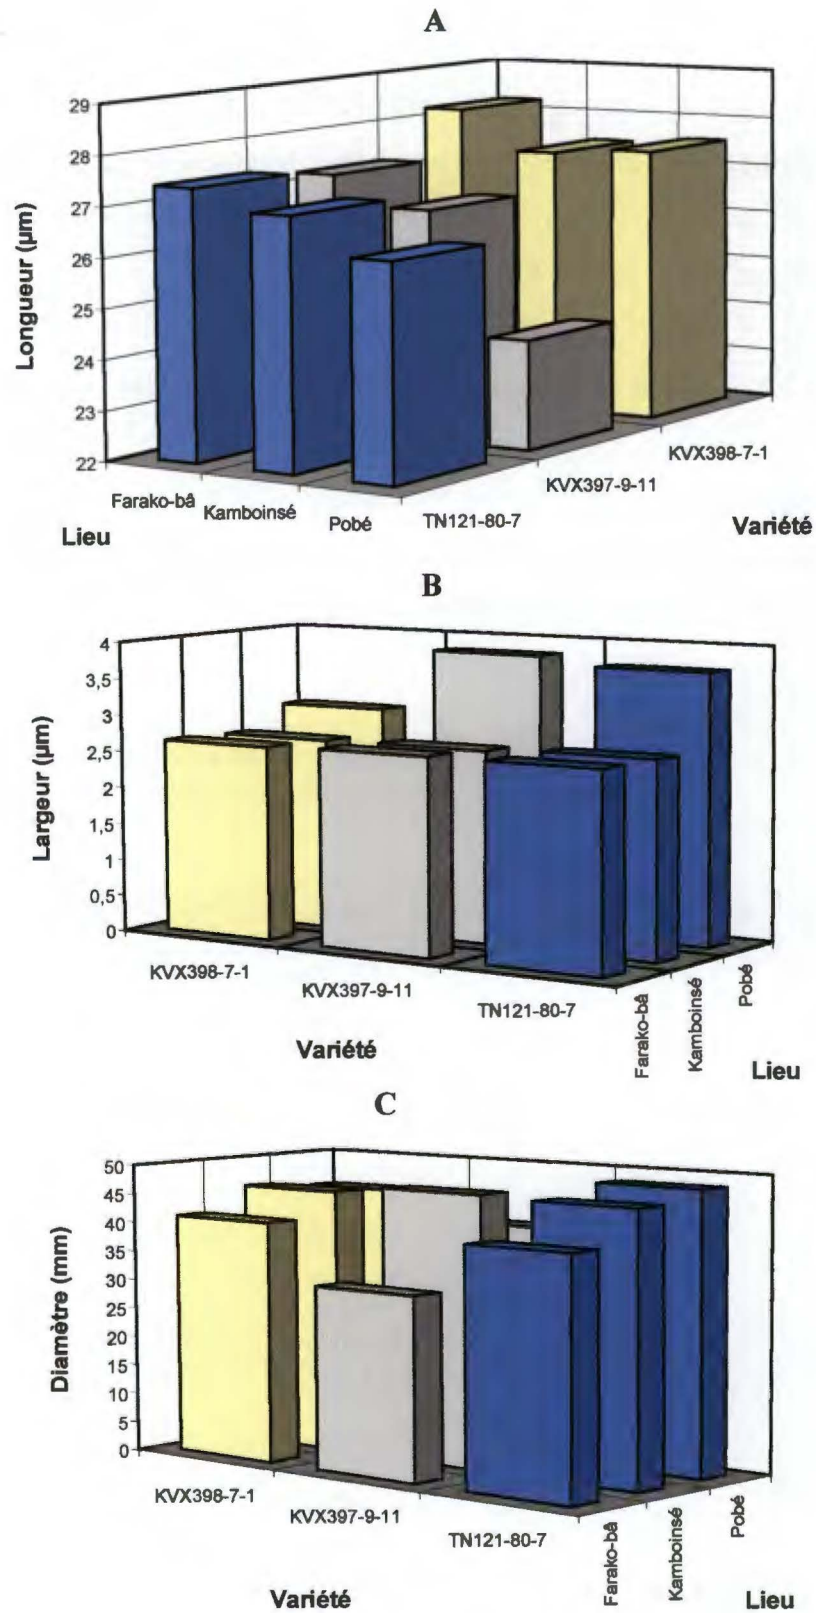 A
29
28
27
26
25
24
23
22
Longueur (µm)
Farako-bâ
Kamboinsé
Pobé
TN121-80-7
KVX397-9-11
KVX398-7-1
Lieu
Variété
B
4
3,5
3
2,5
2
1,5
1
0,5
0
Largeur (µm)
KVX398-7-1
KVX397-9-11
TN121-80-7
Farako-bâ
Kamboinsé
Pobé
Variété
Lieu
C
50
45
40
35
30
25
20
15
10
5
0
Diamètre (mm)
KVX398-7-1
KVX397-9-11
TN121-80-7
Farako-bâ
Kamboinsé
Pobé
Variété
Lieu